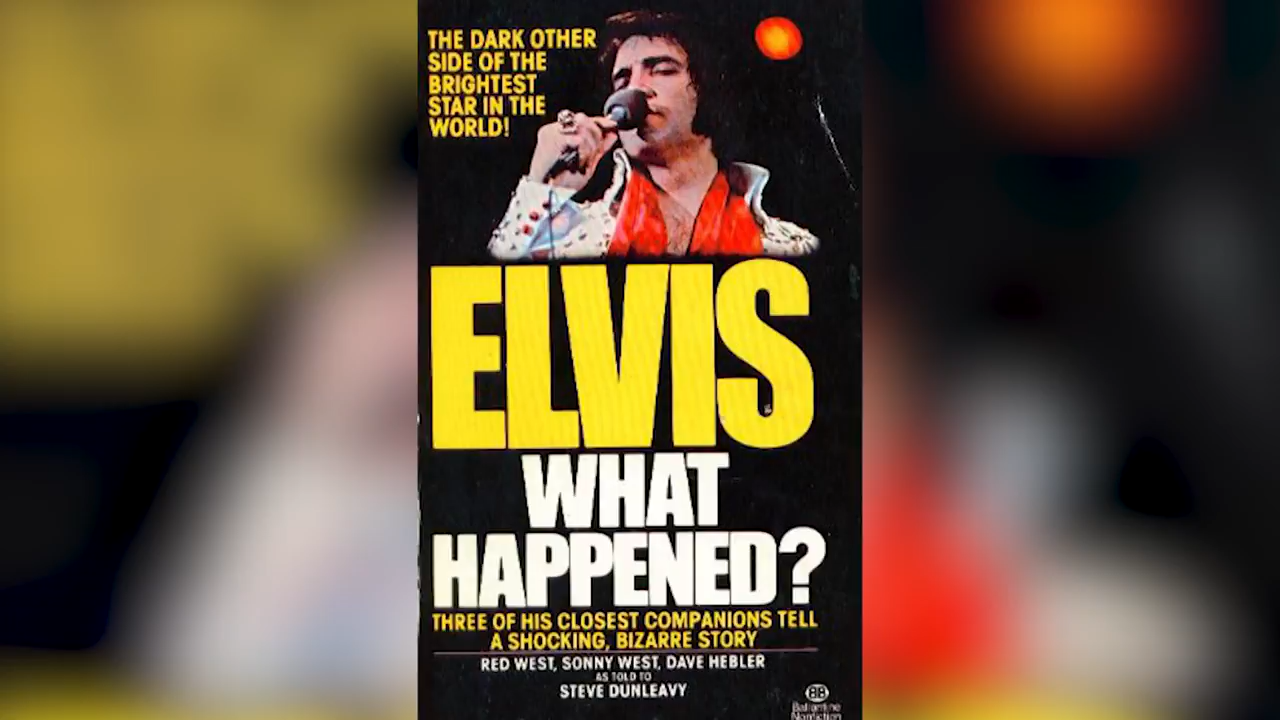 THE DARK OTHER
SIDE OF THE
BRIGHTEST
STAR IN THE
WORLD!
ELVIS
WHAT
HAPPENED?
THREE OF HIS CLOSEST COMPANIONS TELL
A SHOCKING, BIZARRE STORY
RED WEST, SONNY WEST, DAVE HEBLER
AS TOLD TO
STEVE DUNLEAVY
BB
Ballantine
Nonfiction